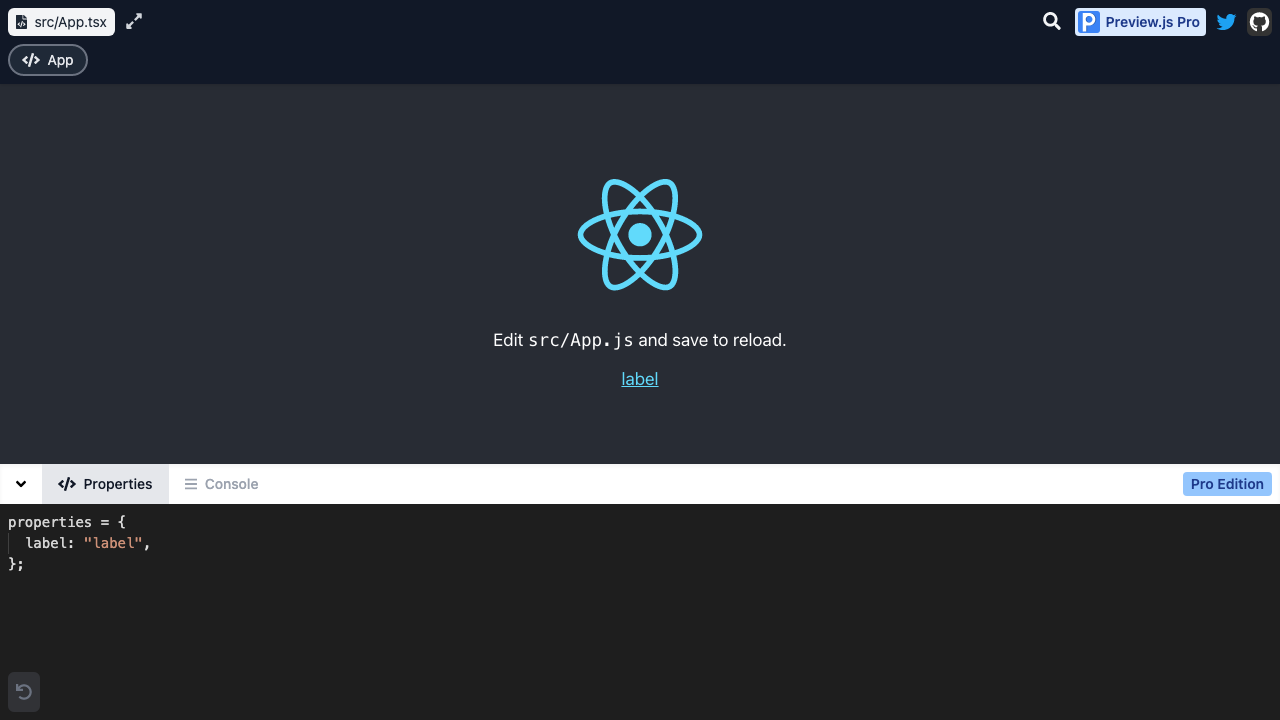 src/App.tsx
Preview.js Pro
App
Edit src/App.js and save to reload.
label
Properties
Console
Pro Edition
properties = {
  label: "label",
};